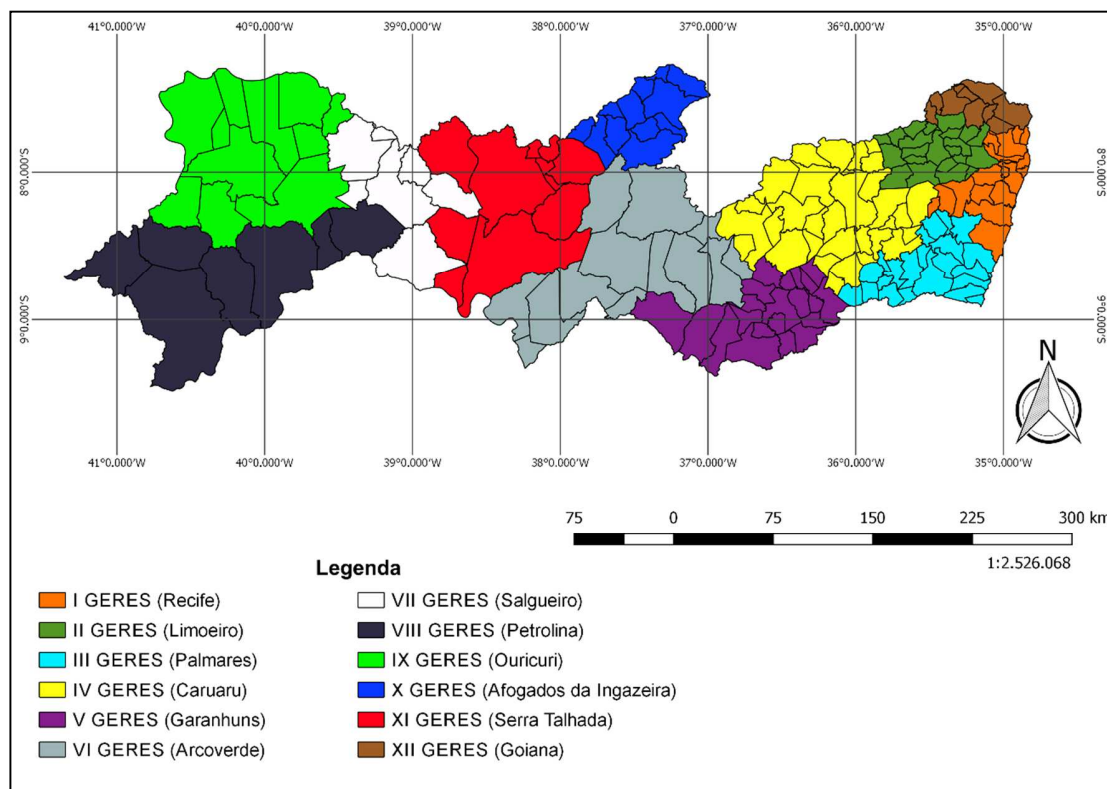 41°0.000'W 40°0.000'W 39°0.000'W 38°0.000'W 37°0.000'W 36°0.000'W 35°0.000'W
8°0.000'S 8°0.000'S
9°0.000'S 9°0.000'S
N
41°0.000'W 40°0.000'W 39°0.000'W 38°0.000'W 37°0.000'W 36°0.000'W 35°0.000'W
75 0 75 150 225 300 km
1:2.526.068
Legenda
I GERES (Recife)
II GERES (Limoeiro)
III GERES (Palmares)
IV GERES (Caruaru)
V GERES (Garanhuns)
VI GERES (Arcoverde)
VII GERES (Salgueiro)
VIII GERES (Petrolina)
IX GERES (Ouricuri)
X GERES (Afogados da Ingazeira)
XI GERES (Serra Talhada)
XII GERES (Goiana)